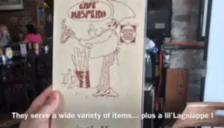 CAFE
MASPERO
They serve a wide variety of items... plus a lil'Lagniappe !